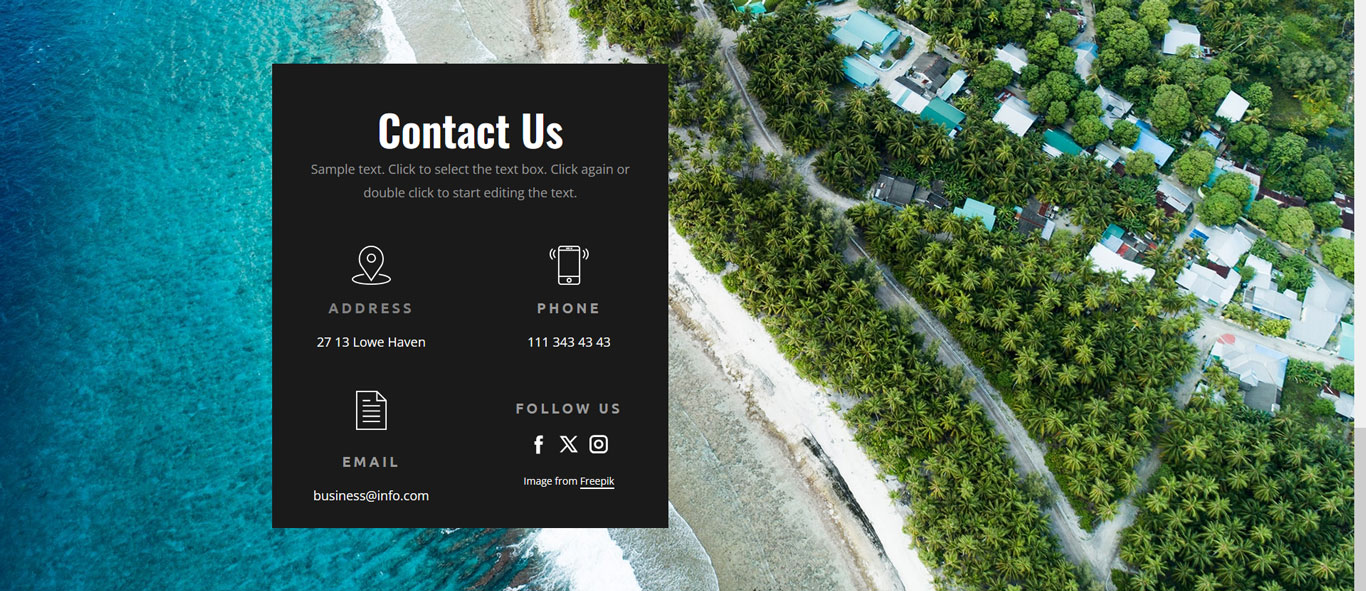 Contact Us
Sample text. Click to select the text box. Click again or
double click to start editing the text.
ADDRESS
27 13 Lowe Haven
PHONE
111 343 43 43
EMAIL
business@info.com
FOLLOW US
Image from Freepik